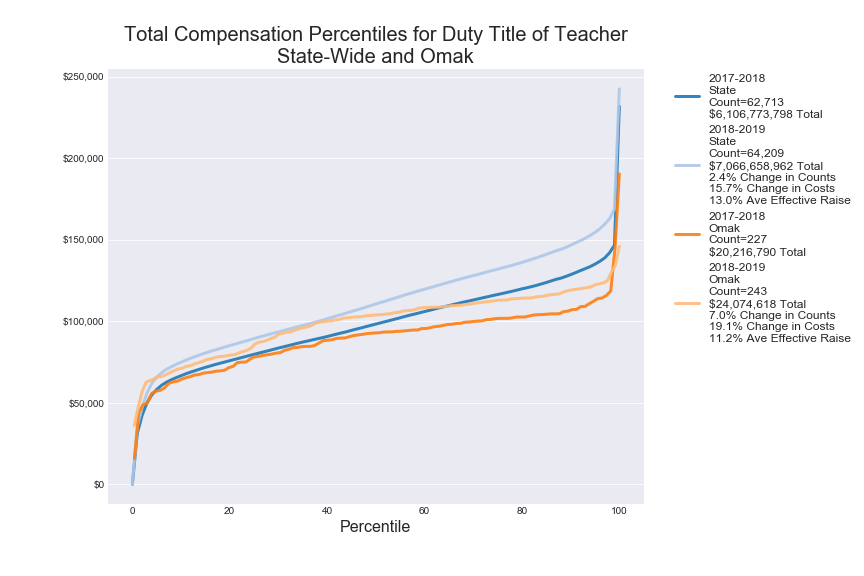 Total Compensation Percentiles for Duty Title of Teacher
State-Wide and Omak
$250,000
$200,000
$150,000
$100,000
$50,000
$0
0
20
40
60
80
100
Percentile
2017-2018
State
Count=62,713
$6,106,773,798 Total
2018-2019
State
Count=64,209
$7,066,658,962 Total
2.4% Change in Counts
15.7% Change in Costs
13.0% Ave Effective Raise
2017-2018
Omak
Count=227
$20,216,790 Total
2018-2019
Omak
Count=243
$24,074,618 Total
7.0% Change in Counts
19.1% Change in Costs
11.2% Ave Effective Raise